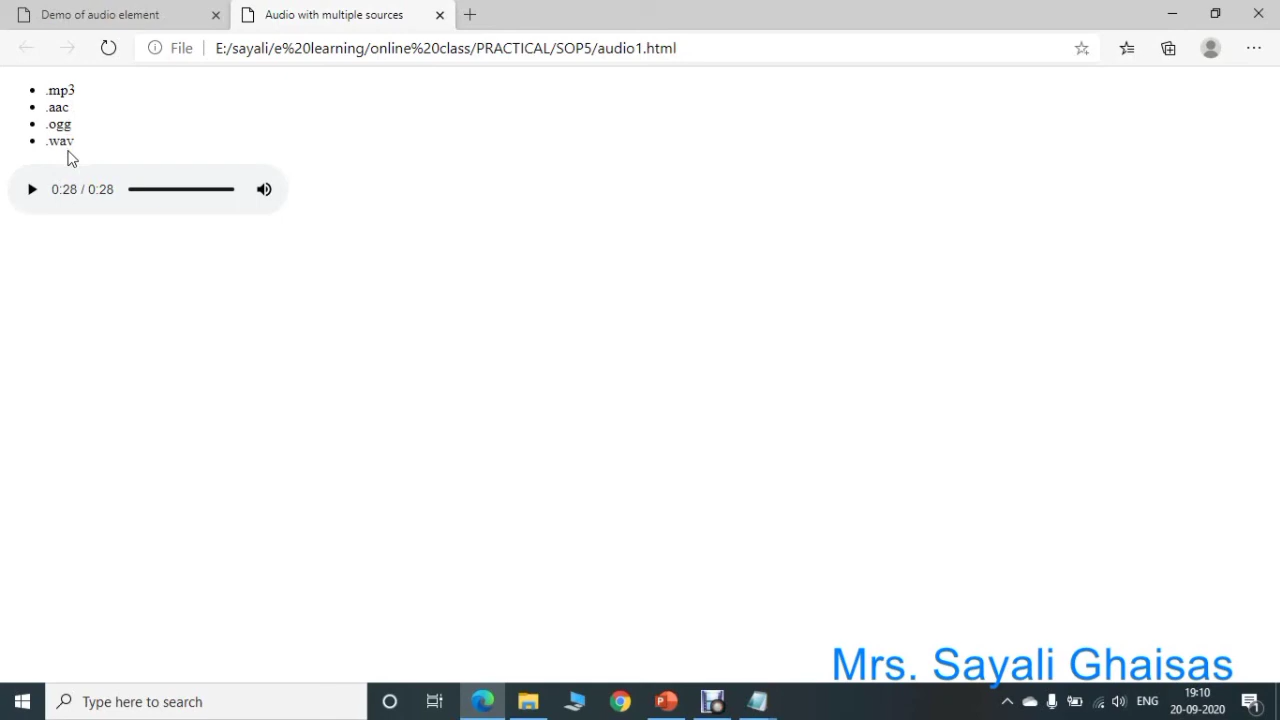 Demo of audio element
Audio with multiple sources
File
E:/sayali/e%20learning/online%20class/PRACTICAL/SOP5/audio1.html
.mp3
.aac
.ogg
.wav
0:28 / 0:28
Mrs. Sayali Ghaisas
Type here to search
ENG
19:10
20-09-2020
1